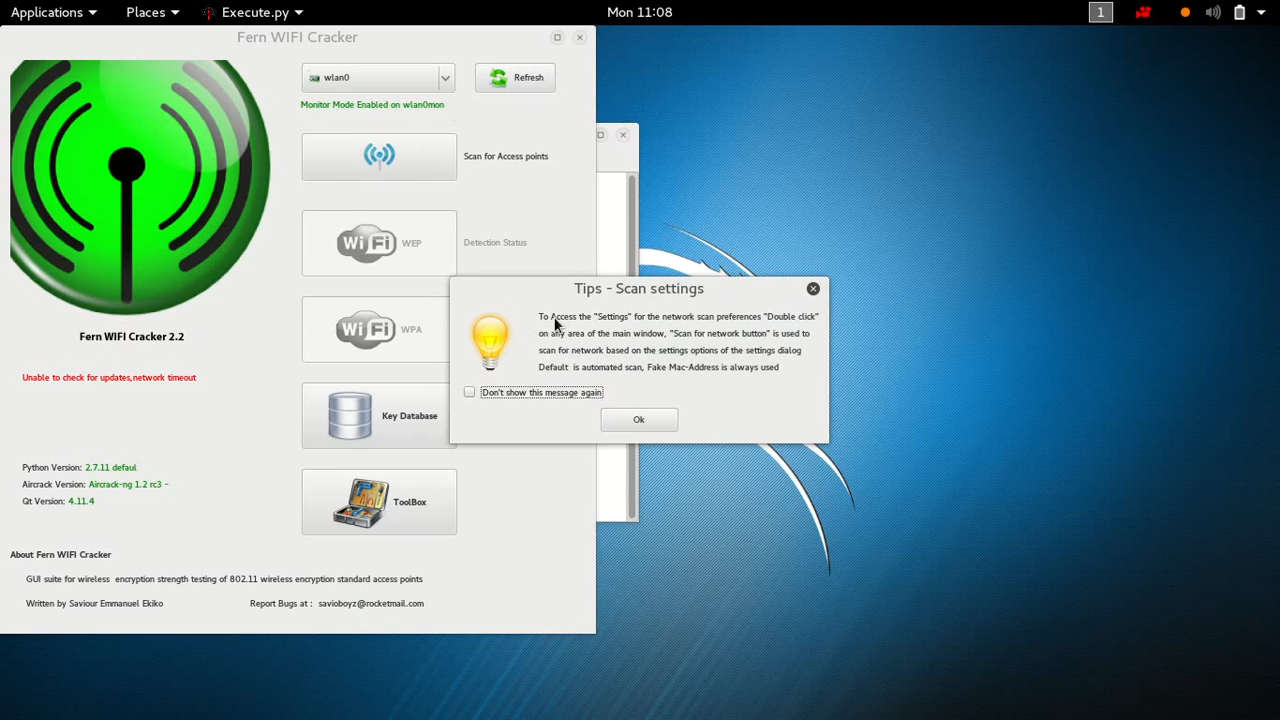 Applications Places Execute.py Mon 11:08 1
Fern WIFI Cracker
wlan0 Refresh
Monitor Mode Enabled on wlan0mon
Scan for Access points
WiFi WEP Detection Status
Tips - Scan settings
To Access the "Settings" for the network scan preferences "Double click"
on any area of the main window, "Scan for network button" is used to
scan for network based on the settings options of the settings dialog
Default is automated scan, Fake Mac-Address is always used
Don't show this message again
Ok
WiFi WPA
Fern WIFI Cracker 2.2
Unable to check for updates,network timeout
Key Database
Python Version: 2.7.11 defaul
Aircrack Version: Aircrack-ng 1.2 rc3 -
Qt Version: 4.11.4
ToolBox
About Fern WIFI Cracker
GUI suite for wireless encryption strength testing of 802.11 wireless encryption standard access points
Written by Saviour Emmanuel Ekiko Report Bugs at : savioboyz@rocketmail.com